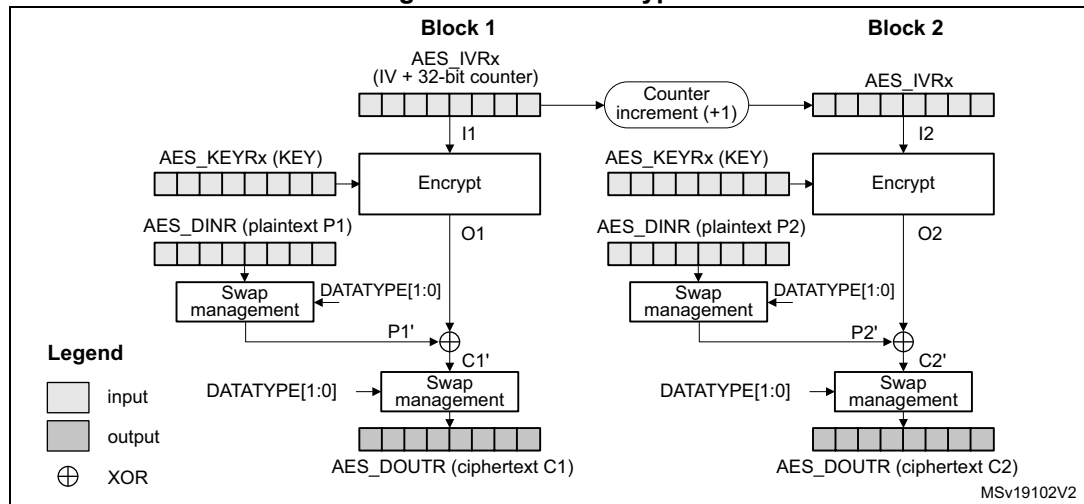 Block 1
Block 2
AES_IVRx
(IV + 32-bit counter)
Counter
increment (+1)
AES_IVRx
I1
I2
AES_KEYRx (KEY)
Encrypt
AES_KEYRx (KEY)
Encrypt
AES_DINR (plaintext P1)
O1
AES_DINR (plaintext P2)
O2
Swap
management
DATATYPE[1:0]
Swap
management
DATATYPE[1:0]
P1'
P2'
Legend
C1'
C2'
input
DATATYPE[1:0]
Swap
management
DATATYPE[1:0]
Swap
management
output
AES_DOUTR (ciphertext C1)
AES_DOUTR (ciphertext C2)
XOR
MSv19102V2